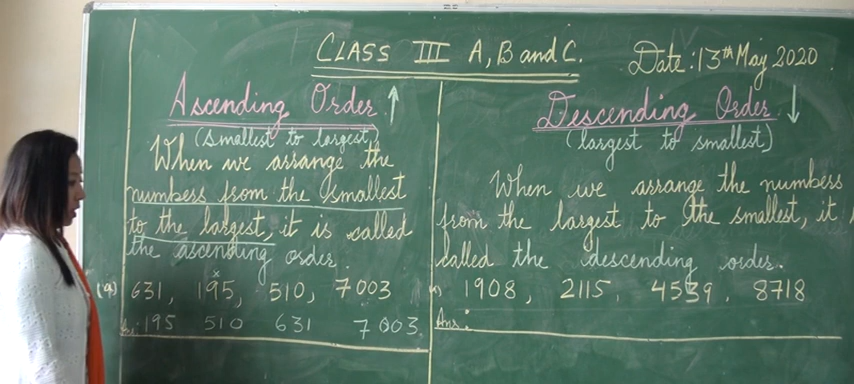 CLASS III A, B and C.
Date: 13th May 2020.
Ascending Order ↑
(smallest to largest)
When we arrange the
numbers from the smallest
to the largest, it is called
the ascending order
(a) 631, 195, 510, 7003
Ans: 195 510 631 7003
Descending Order ↓
(largest to smallest)
When we arrange the numbers
from the largest to the smallest, it
called the descending order.
1908, 2115, 4539, 8718
Ans: